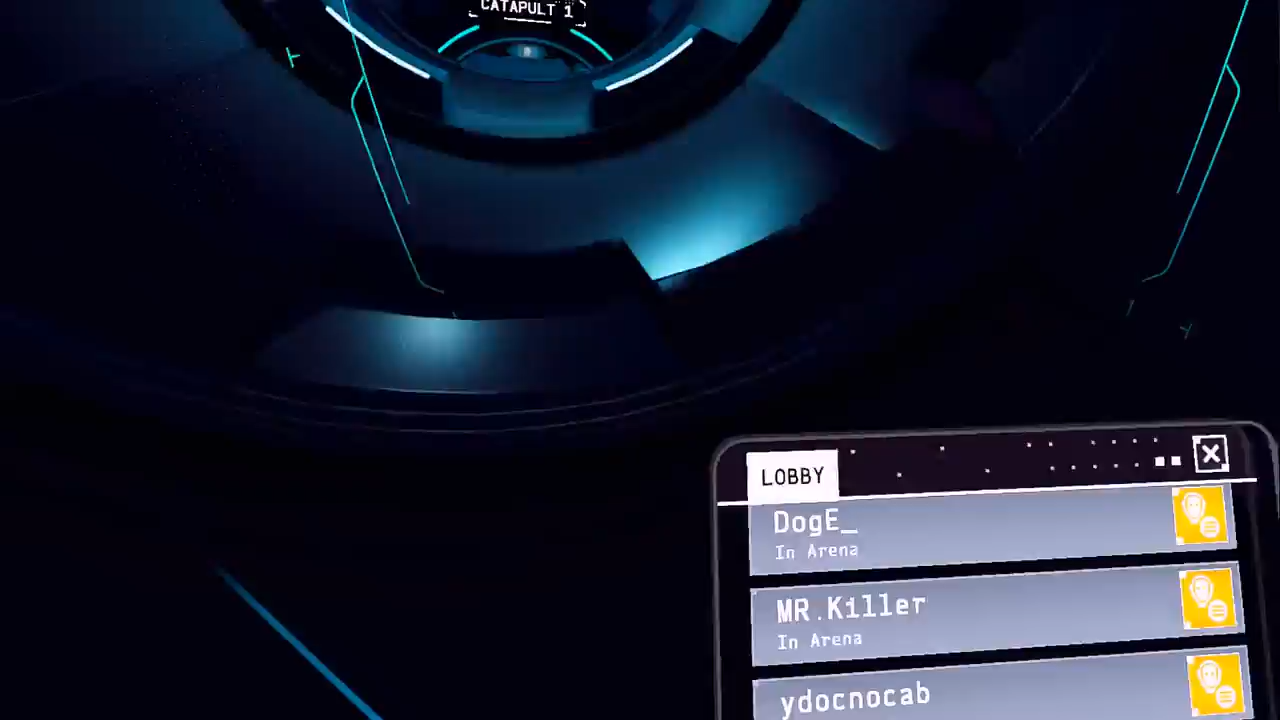 CATAPULT 1
LOBBY
DogE_
In Arena
MR.Killer
In Arena
ydocnocab